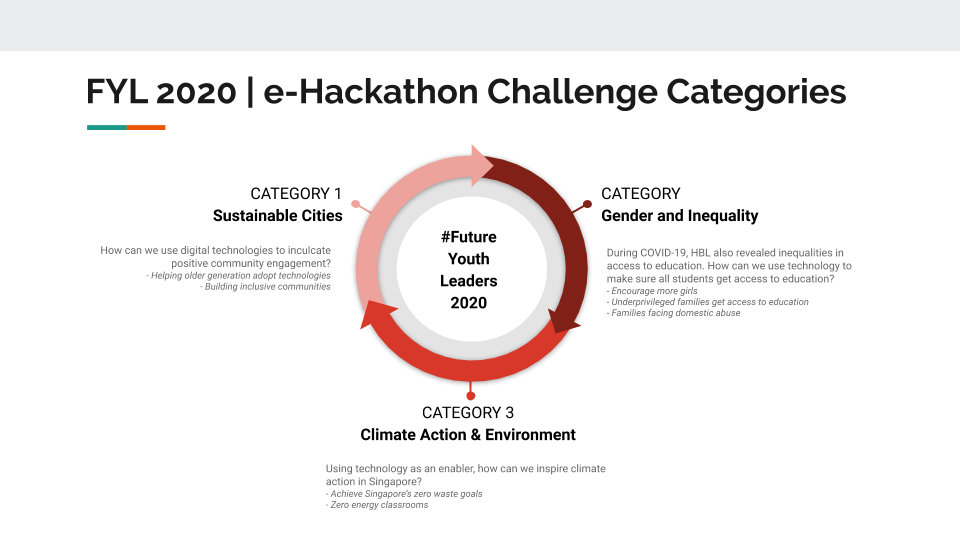 FYL 2020 | e-Hackathon Challenge Categories
CATEGORY 1
Sustainable Cities
How can we use digital technologies to inculcate
positive community engagement?
- Helping older generation adopt technologies
- Building inclusive communities
#Future
Youth
Leaders
2020
CATEGORY
Gender and Inequality
During COVID-19, HBL also revealed inequalities in
access to education. How can we use technology to
make sure all students get access to education?
- Encourage more girls
- Underprivileged families get access to education
- Families facing domestic abuse
CATEGORY 3
Climate Action & Environment
Using technology as an enabler, how can we inspire climate
action in Singapore?
- Achieve Singapore's zero waste goals
- Zero energy classrooms